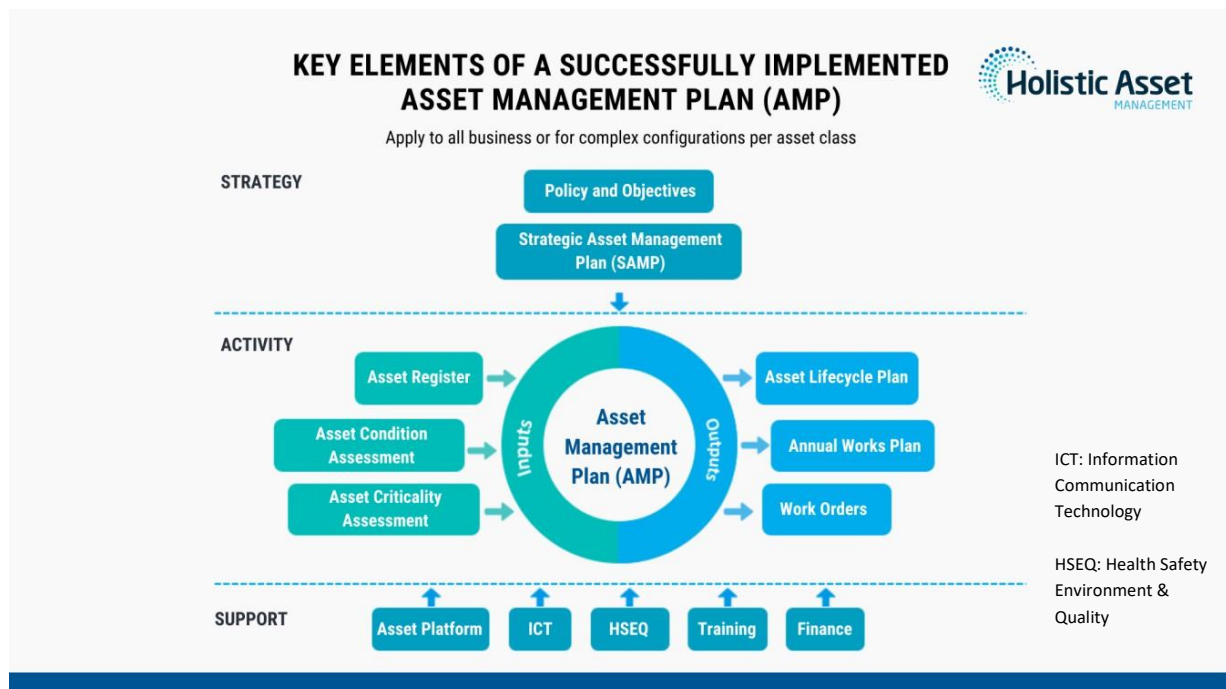 KEY ELEMENTS OF A SUCCESSFULLY IMPLEMENTED
ASSET MANAGEMENT PLAN (AMP)
Holistic Asset
MANAGEMENT
Apply to all business or for complex configurations per asset class
STRATEGY
Policy and Objectives
Strategic Asset Management
Plan (SAMP)
ACTIVITY
Asset Register
Asset Condition
Assessment
Asset Criticality
Assessment
Inputs
Asset
Management
Plan (AMP)
Outputs
Asset Lifecycle Plan
Annual Works Plan
Work Orders
ICT: Information
Communication
Technology
HSEQ: Health Safety
Environment &
Quality
SUPPORT
Asset Platform
ICT
HSEQ
Training
Finance